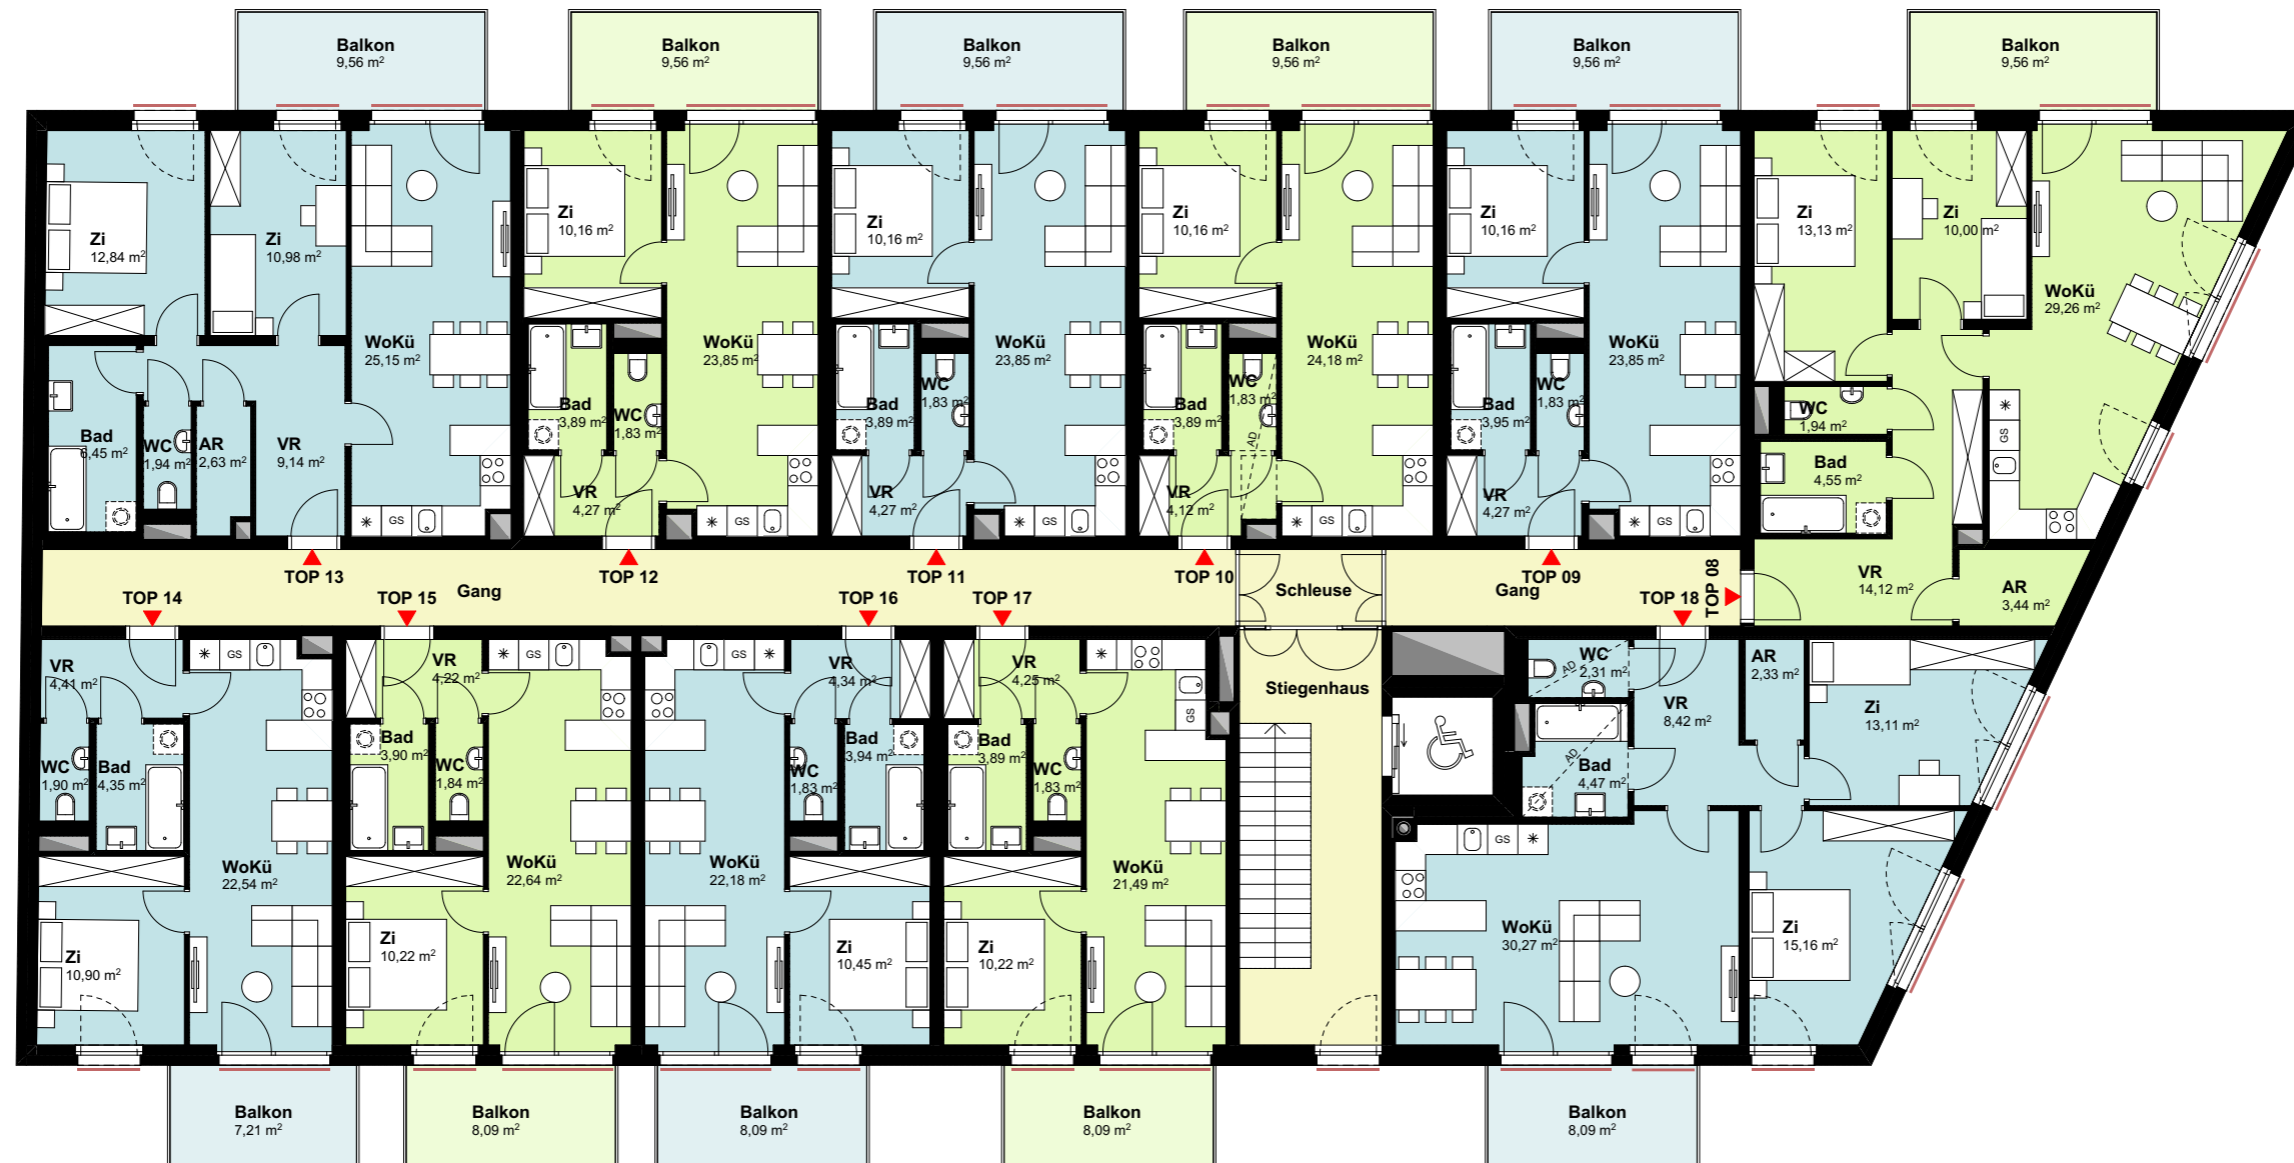 Balkon
9,56 m²
Balkon
9,56 m²
Balkon
9,56 m²
Balkon
9,56 m²
Balkon
9,56 m²
Balkon
9,56 m²
Zi
12,84 m²
Zi
10,98 m²
WoKü
25,15 m²
Bad
6,45 m²
WC
1,94 m²
AR
2,63 m²
VR
9,14 m²
GS
Zi
10,16 m²
WoKü
23,85 m²
Bad
3,89 m²
WC
1,83 m²
VR
4,27 m²
GS
Zi
10,16 m²
WoKü
23,85 m²
Bad
3,89 m²
WC
1,83 m²
VR
4,27 m²
GS
Zi
10,16 m²
WoKü
24,18 m²
Bad
3,89 m²
WC
1,83 m²
AD
VR
4,12 m²
GS
Zi
10,16 m²
WoKü
23,85 m²
Bad
3,95 m²
WC
1,83 m²
VR
4,27 m²
GS
Zi
13,13 m²
Zi
10,00 m²
WoKü
29,26 m²
WC
1,94 m²
Bad
4,55 m²
GS
VR
14,12 m²
AR
3,44 m²
TOP 13
TOP 12
TOP 11
TOP 10
TOP 09
TOP 08
Gang
Schleuse
Gang
TOP 14
TOP 15
TOP 16
TOP 17
TOP 18
VR
4,41 m²
GS
WC
1,90 m²
Bad
4,35 m²
WoKü
22,54 m²
Zi
10,90 m²
VR
4,22 m²
GS
Bad
3,90 m²
WC
1,84 m²
WoKü
22,64 m²
Zi
10,22 m²
GS
VR
4,34 m²
WC
1,83 m²
Bad
3,94 m²
WoKü
22,18 m²
Zi
10,45 m²
VR
4,25 m²
GS
Bad
3,89 m²
WC
1,83 m²
WoKü
21,49 m²
Zi
10,22 m²
Stiegenhaus
WC
2,31 m²
AD
VR
8,42 m²
AR
2,33 m²
Zi
13,11 m²
AD
Bad
4,47 m²
GS
WoKü
30,27 m²
Zi
15,16 m²
Balkon
7,21 m²
Balkon
8,09 m²
Balkon
8,09 m²
Balkon
8,09 m²
Balkon
8,09 m²